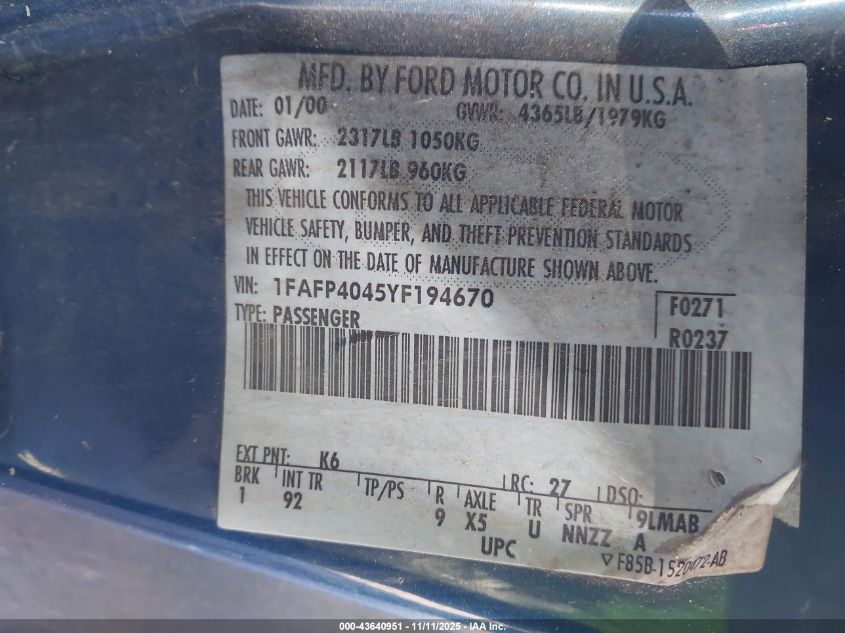 MFD. BY FORD MOTOR CO. IN U.S.A.
DATE: 01/00 GVWR: 4365LB/1979KG
FRONT GAWR: 2317LB 1050KG
REAR GAWR: 2117LB 960KG
THIS VEHICLE CONFORMS TO ALL APPLICABLE FEDERAL MOTOR
VEHICLE SAFETY, BUMPER, AND THEFT PREVENTION STANDARDS
IN EFFECT ON THE DATE OF MANUFACTURE SHOWN ABOVE.
VIN: 1FAFP4045YF194670 F0271
TYPE: PASSENGER R0237
EXT PNT: K6 RC: 27 DSO:
BRK INT TR TP/PS R AXLE TR SPR 9LMAB
1 92 9 X5 U NNZZ A
UPC ▽F85B-1520472-AB
000-43640951 - 11/11/2025 - IAA Inc.